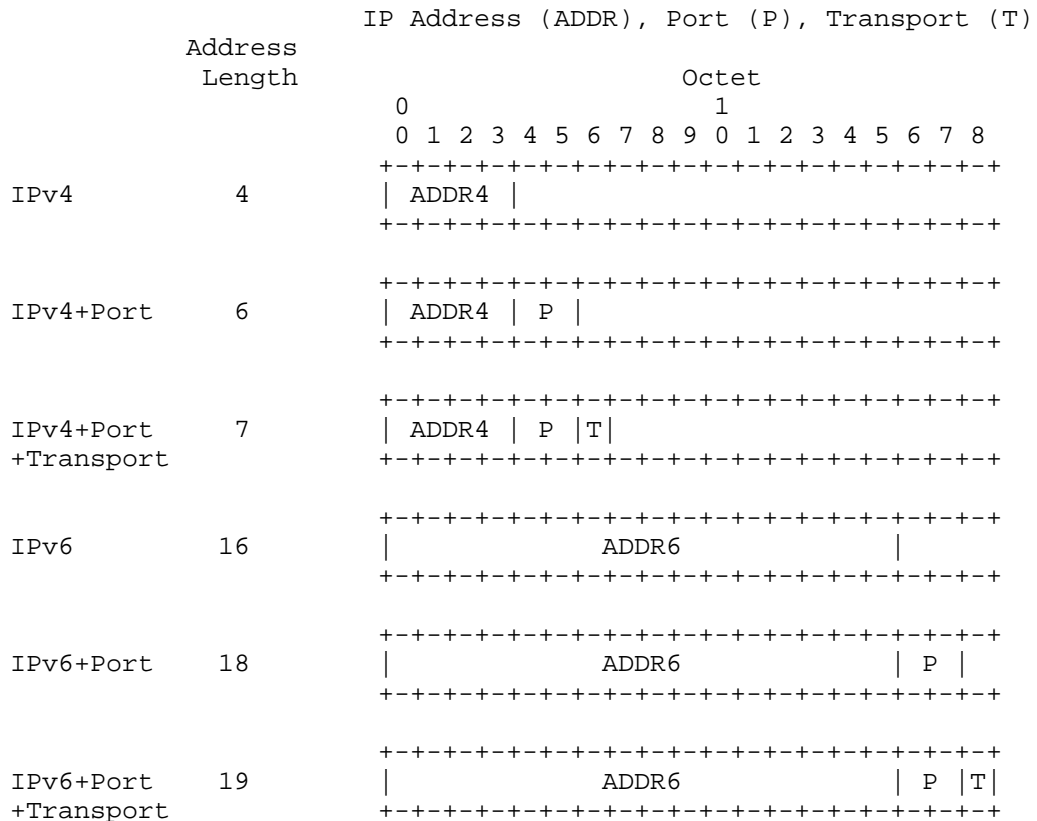 IP Address (ADDR), Port (P), Transport (T)
Address
Length Octet
0 1
0 1 2 3 4 5 6 7 8 9 0 1 2 3 4 5 6 7 8
+-+-+-+-+-+-+-+-+-+-+-+-+-+-+-+-+-+-+-+
IPv4 4 | ADDR4 |
+-+-+-+-+-+-+-+-+-+-+-+-+-+-+-+-+-+-+-+
+-+-+-+-+-+-+-+-+-+-+-+-+-+-+-+-+-+-+-+
IPv4+Port 6 | ADDR4 | P |
+-+-+-+-+-+-+-+-+-+-+-+-+-+-+-+-+-+-+-+
+-+-+-+-+-+-+-+-+-+-+-+-+-+-+-+-+-+-+-+
IPv4+Port 7 | ADDR4 | P |T|
+Transport +-+-+-+-+-+-+-+-+-+-+-+-+-+-+-+-+-+-+-+
+-+-+-+-+-+-+-+-+-+-+-+-+-+-+-+-+-+-+-+
IPv6 16 | ADDR6 |
+-+-+-+-+-+-+-+-+-+-+-+-+-+-+-+-+-+-+-+
+-+-+-+-+-+-+-+-+-+-+-+-+-+-+-+-+-+-+-+
IPv6+Port 18 | ADDR6 | P |
+-+-+-+-+-+-+-+-+-+-+-+-+-+-+-+-+-+-+-+
+-+-+-+-+-+-+-+-+-+-+-+-+-+-+-+-+-+-+-+
IPv6+Port 19 | ADDR6 | P |T|
+Transport +-+-+-+-+-+-+-+-+-+-+-+-+-+-+-+-+-+-+-+